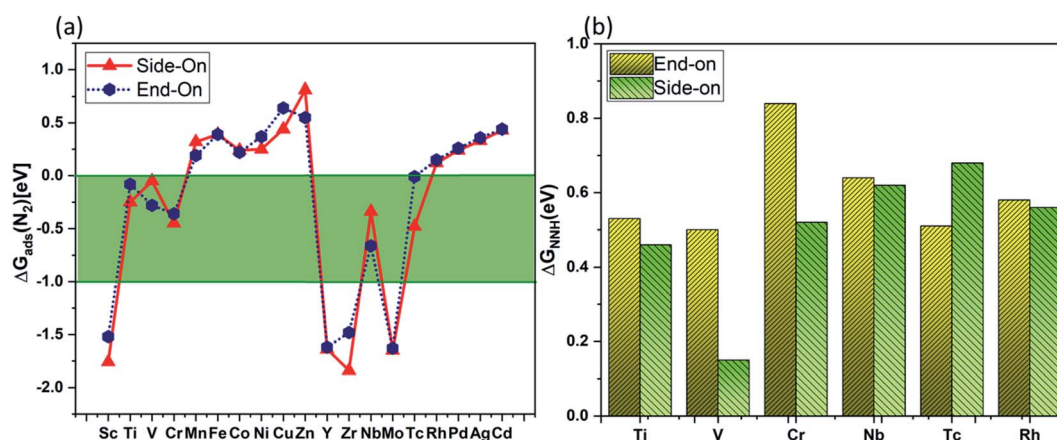 (a)
ΔG_ads(N₂)[eV]
1.0
0.5
0.0
-0.5
-1.0
-1.5
-2.0
Side-On
End-On
Sc Ti V Cr Mn Fe Co Ni Cu Zn Y Zr Nb Mo Tc Rh Pd Ag Cd
(b)
ΔG_NNH(eV)
1.0
0.8
0.6
0.4
0.2
0.0
End-on
Side-on
Ti V Cr Nb Tc Rh